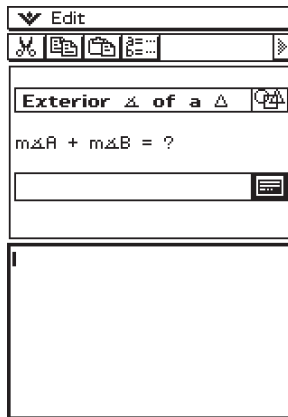 Edit
Exterior ∡ of a △
m∡A + m∡B = ?